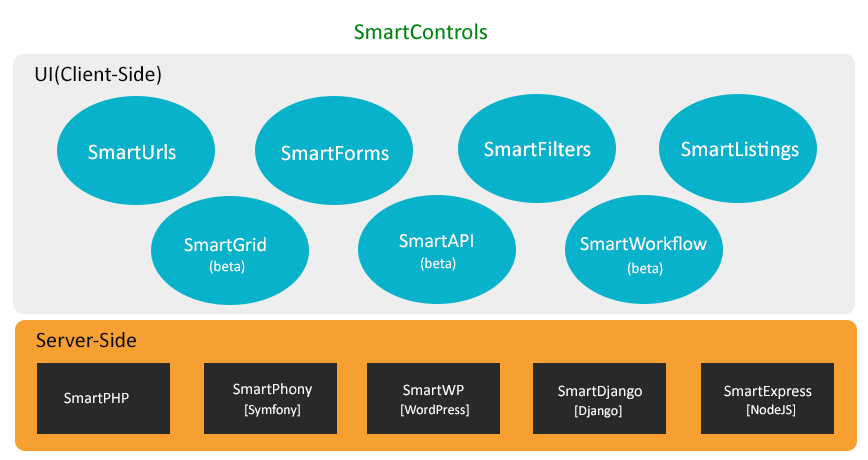 SmartControls
UI(Client-Side)
SmartUrls
SmartForms
SmartFilters
SmartListings
SmartGrid
(beta)
SmartAPI
(beta)
SmartWorkflow
(beta)
Server-Side
SmartPHP
SmartPhony
[Symfony]
SmartWP
[WordPress]
SmartDjango
[Django]
SmartExpress
[NodeJS]